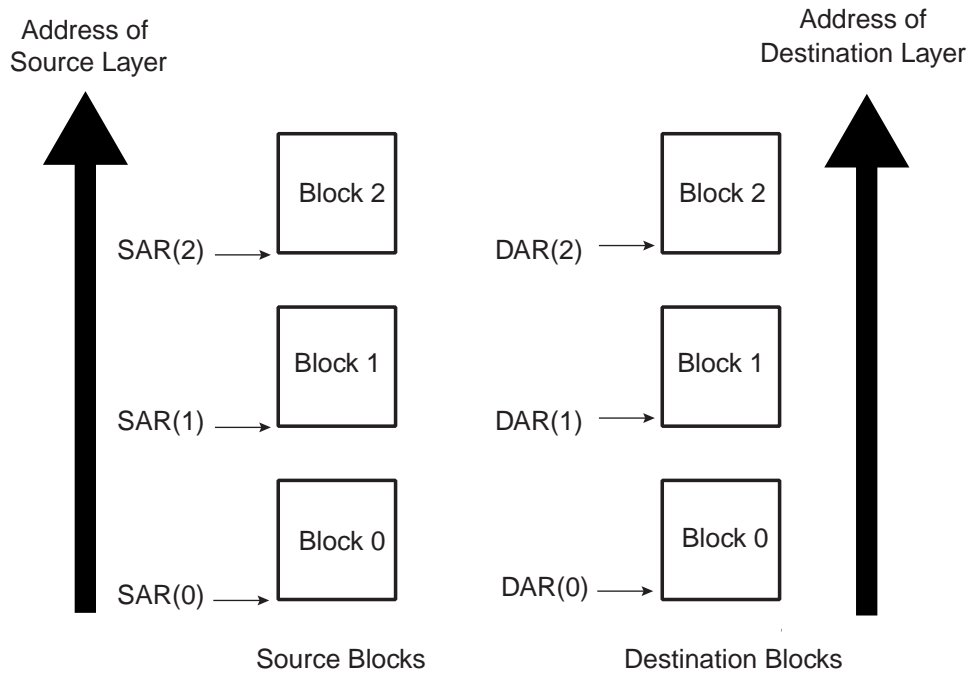 Address of
Source Layer
Address of
Destination Layer
Block 2
Block 2
SAR(2)
DAR(2)
Block 1
Block 1
SAR(1)
DAR(1)
Block 0
Block 0
SAR(0)
DAR(0)
Source Blocks
Destination Blocks